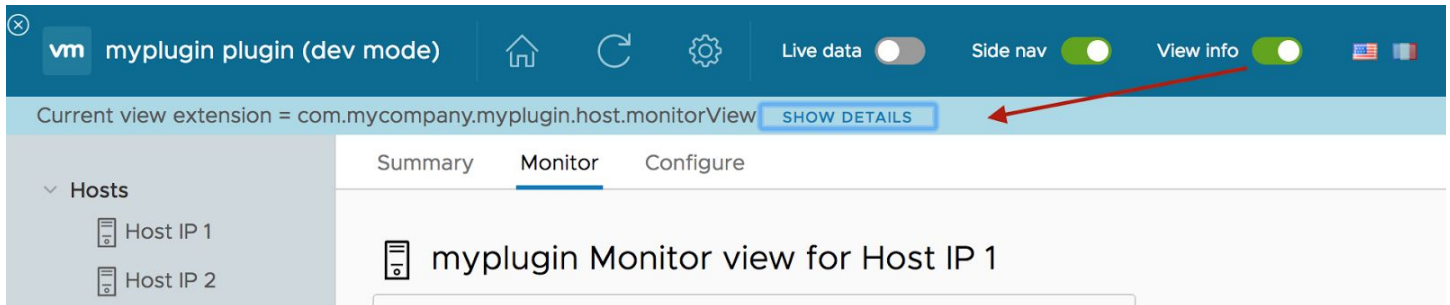 vm myplugin plugin (dev mode) Live data Side nav View info
Current view extension = com.mycompany.myplugin.host.monitorView SHOW DETAILS
Summary Monitor Configure
Hosts
Host IP 1
myplugin Monitor view for Host IP 1
Host IP 2